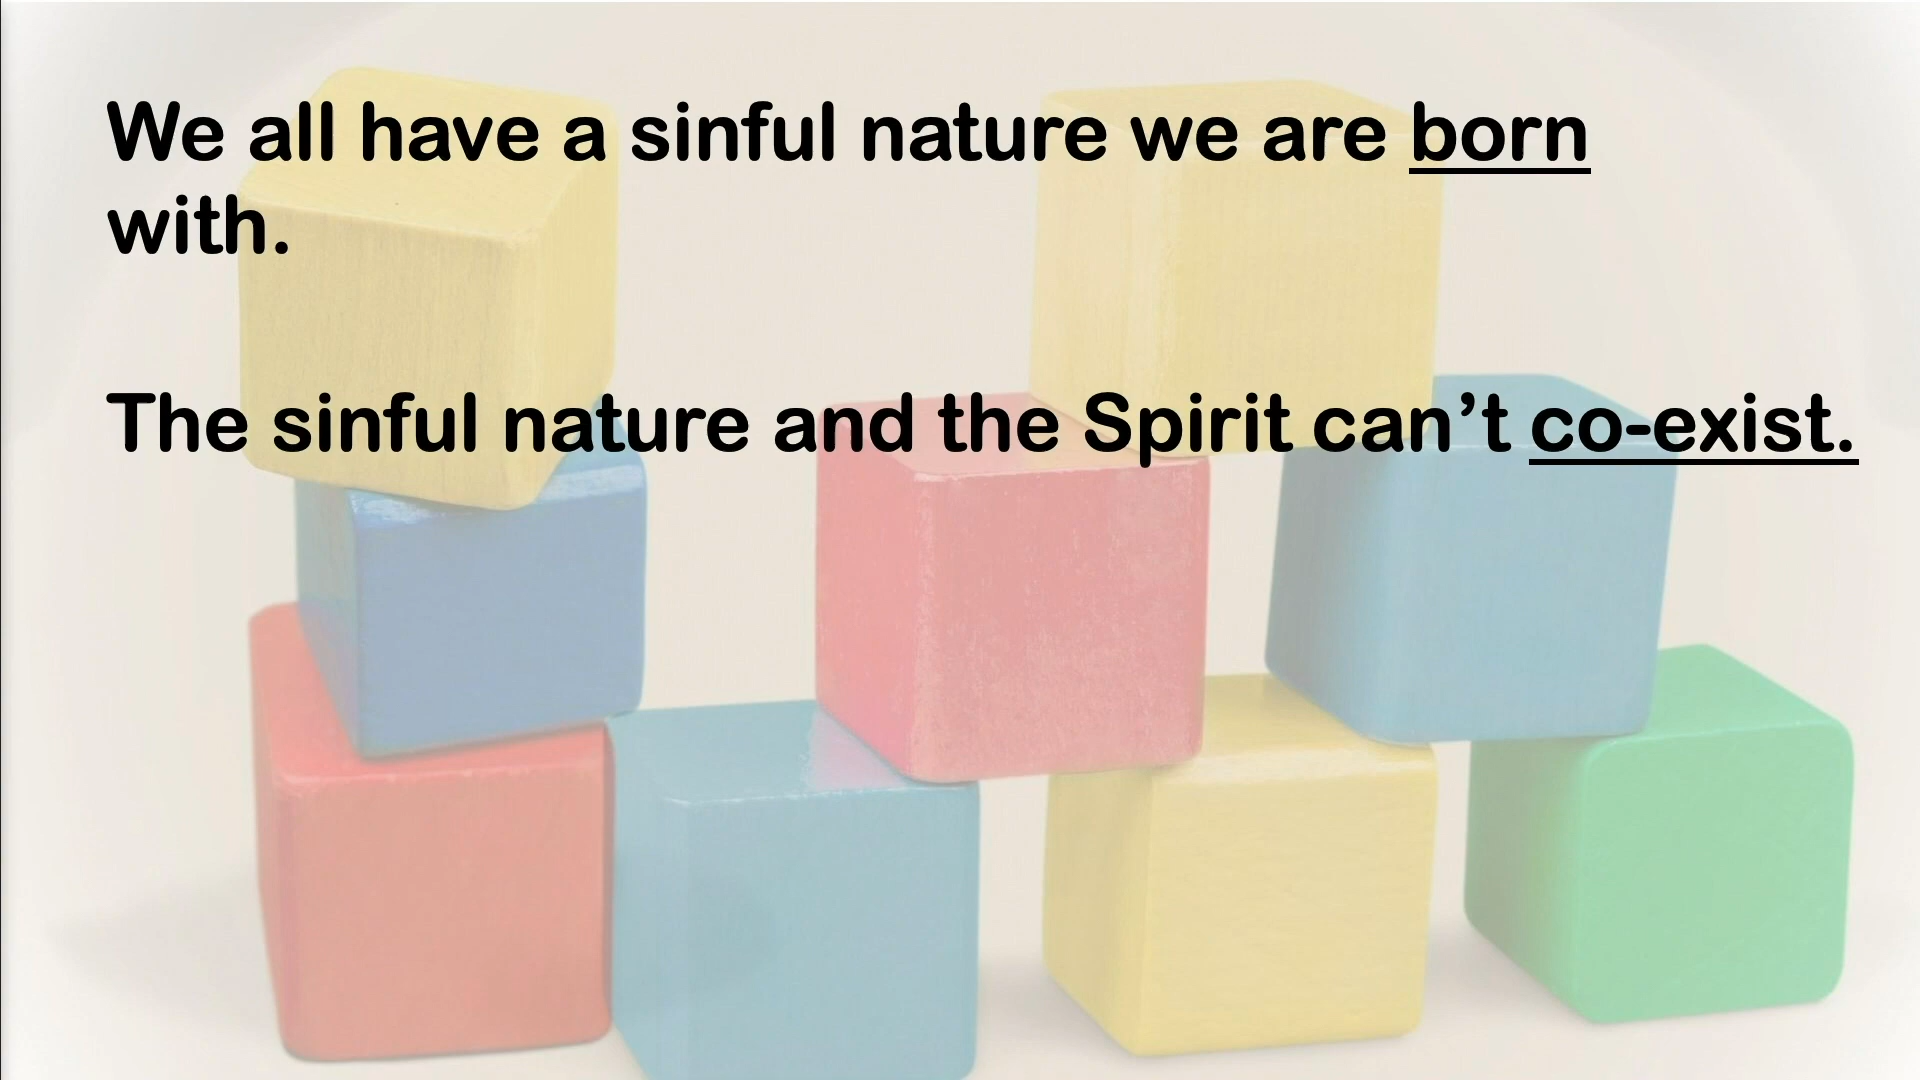 We all have a sinful nature we are born
with.
The sinful nature and the Spirit can’t co-exist.